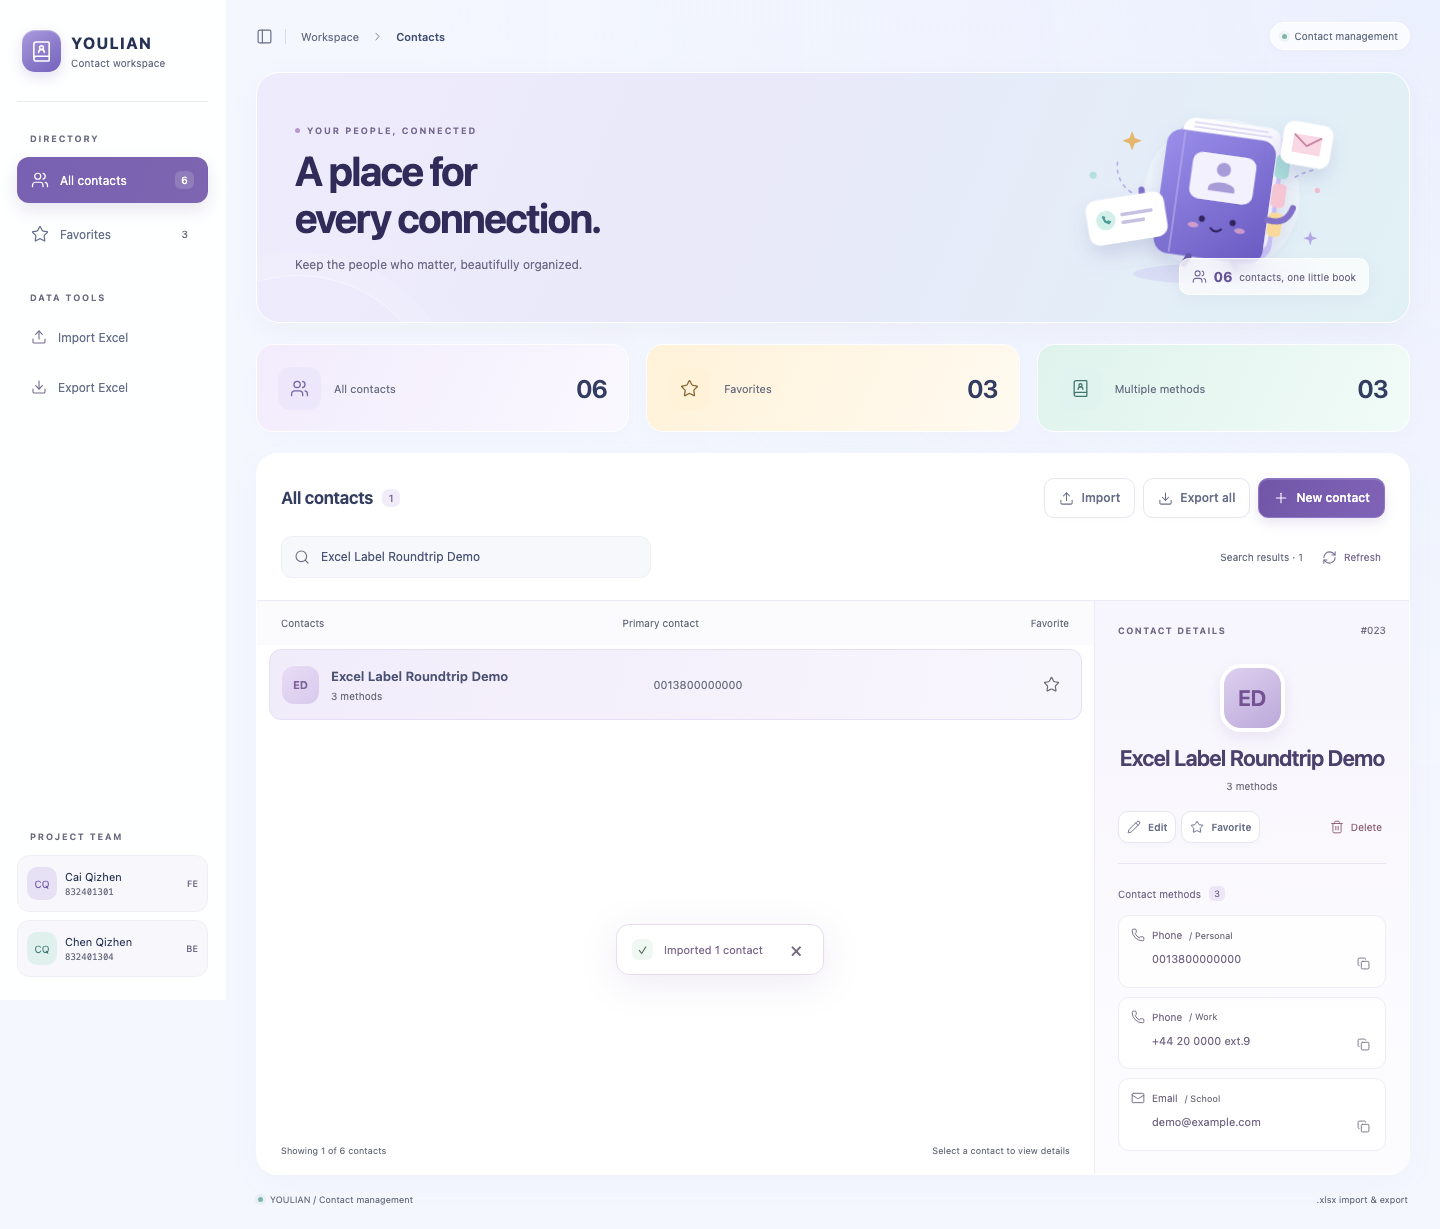 YOULIAN
Contact workspace
DIRECTORY
All contacts 6
Favorites 3
DATA TOOLS
Import Excel
Export Excel
PROJECT TEAM
CQ Cai Qizhen FE
832401301
CQ Chen Qizhen BE
832401304
Workspace Contacts
Contact management
YOUR PEOPLE, CONNECTED
A place for
every connection.
Keep the people who matter, beautifully organized.
06 contacts, one little book
All contacts 06
Favorites 03
Multiple methods 03
All contacts 1
Import Export all New contact
Excel Label Roundtrip Demo
Search results · 1 Refresh
Contacts Primary contact Favorite
ED Excel Label Roundtrip Demo 0013800000000
3 methods
Imported 1 contact
Showing 1 of 6 contacts Select a contact to view details
CONTACT DETAILS #023
ED
Excel Label Roundtrip Demo
3 methods
Edit Favorite Delete
Contact methods 3
Phone / Personal
0013800000000
Phone / Work
+44 20 0000 ext.9
Email / School
demo@example.com
YOULIAN / Contact management .xlsx import & export